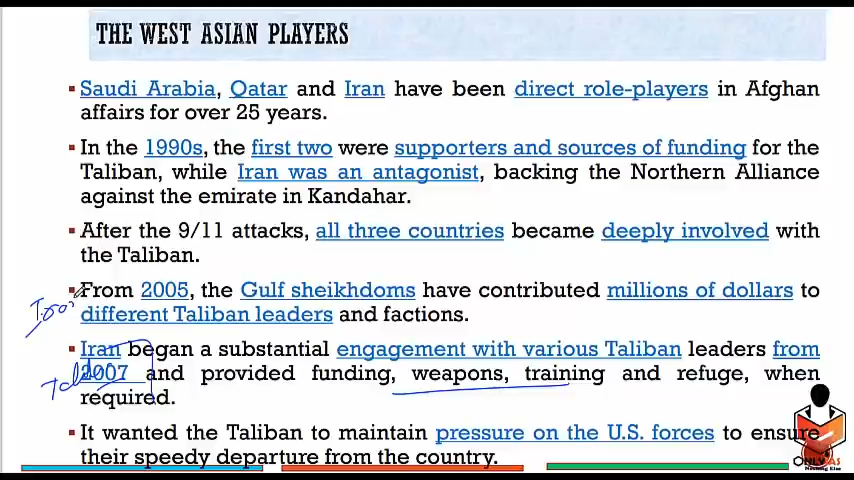 THE WEST ASIAN PLAYERS
▪ Saudi Arabia, Qatar and Iran have been direct role-players in Afghan
affairs for over 25 years.
▪ In the 1990s, the first two were supporters and sources of funding for the
Taliban, while Iran was an antagonist, backing the Northern Alliance
against the emirate in Kandahar.
▪ After the 9/11 attacks, all three countries became deeply involved with
the Taliban.
▪ From 2005, the Gulf sheikhdoms have contributed millions of dollars to
different Taliban leaders and factions.
▪ Iran began a substantial engagement with various Taliban leaders from
2007 and provided funding, weapons, training and refuge, when
required.
▪ It wanted the Taliban to maintain pressure on the U.S. forces to ensure
their speedy departure from the country.
ONLYIAS
Nothing Else